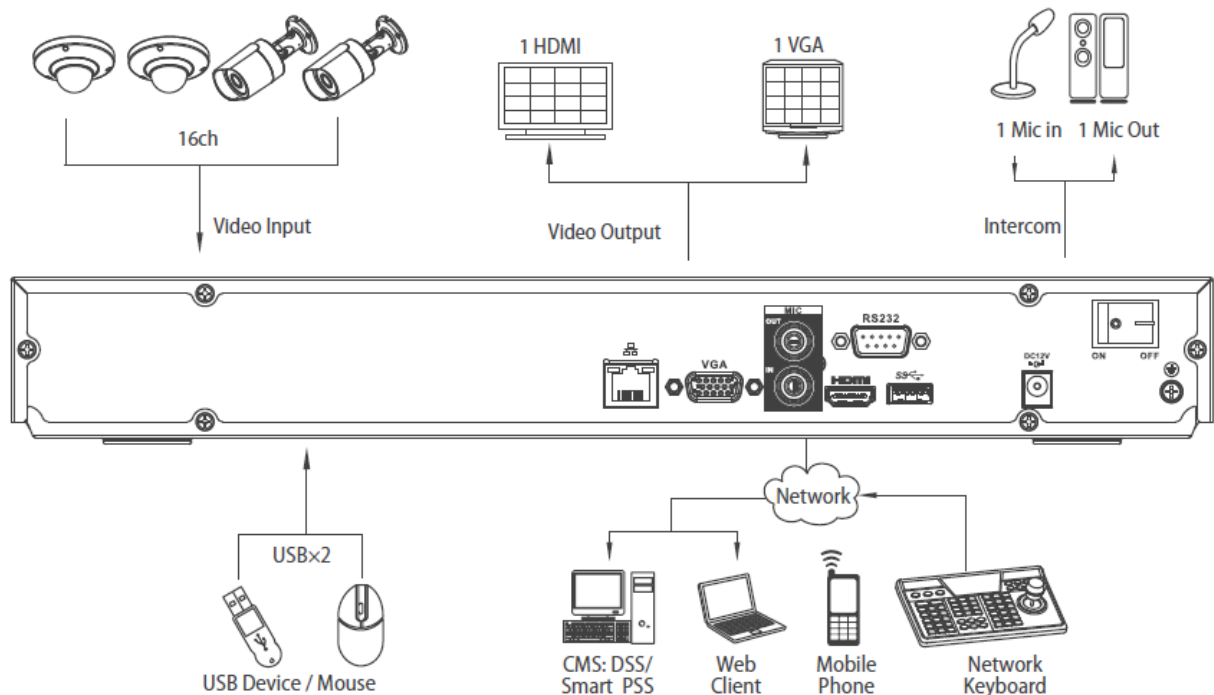 1 HDMI
1 VGA
16ch
1 Mic in 1 Mic Out
Video Input
Video Output
Intercom
MIC
OUT
RS232
ON OFF
VGA
IN
HDMI
SS
DC12V
Network
USB×2
USB Device / Mouse
CMS: DSS/
Smart PSS
Web
Client
Mobile
Phone
Network
Keyboard